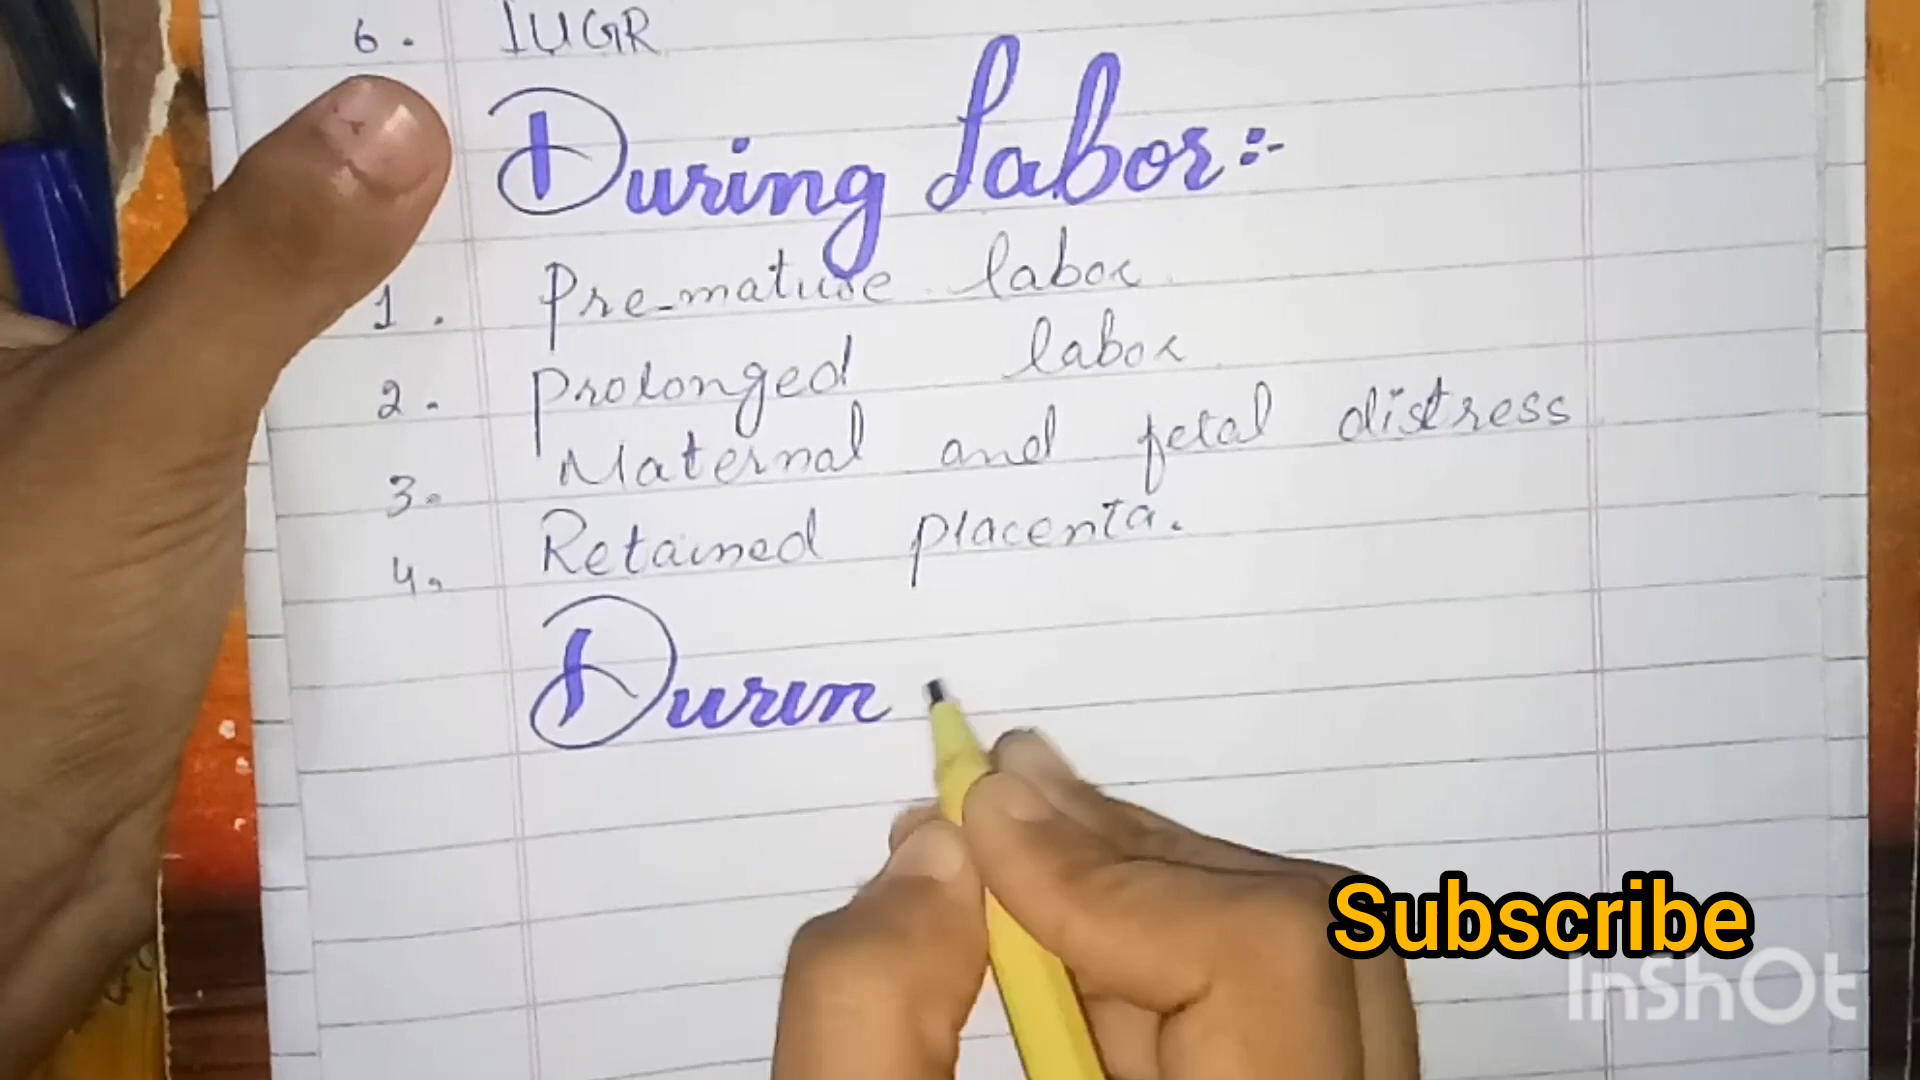 6. IUGR
During Labor:-
1. Pre-mature labor
2. Prolonged labor
3. Maternal and fetal distress
4. Retained placenta.
Durin
Subscribe
InShOt